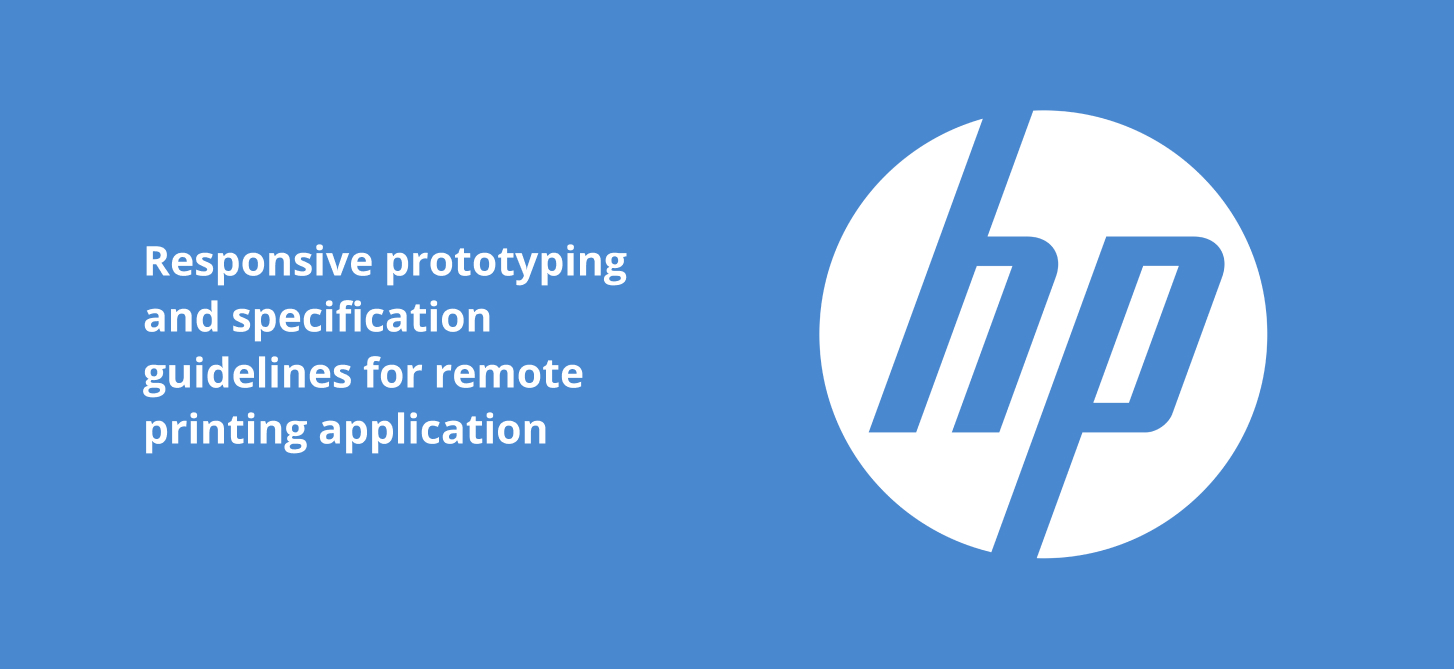 Responsive prototyping
and specification
guidelines for remote
printing application
hp